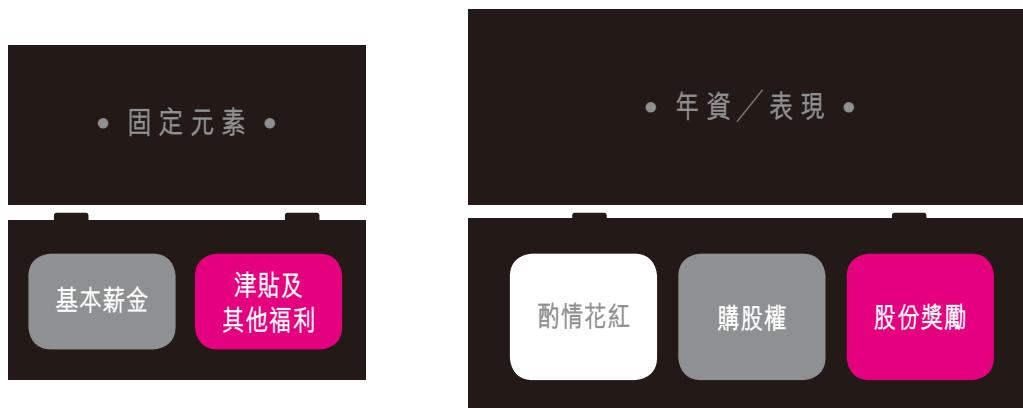 • 固定元素 •
基本薪金
津貼及
其他福利
• 年資／表現 •
酌情花紅
購股權
股份獎勵